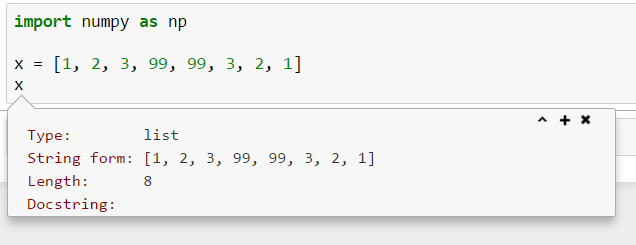 import numpy as np
x = [1, 2, 3, 99, 99, 3, 2, 1]
x
Type: list
String form: [1, 2, 3, 99, 99, 3, 2, 1]
Length: 8
Docstring: